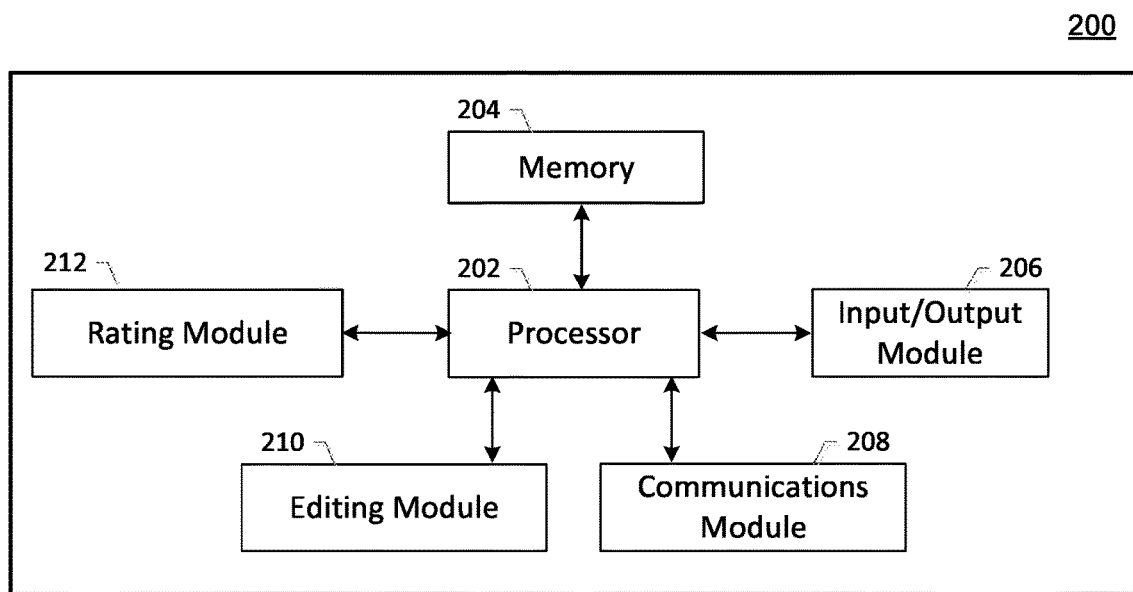 200
204
Memory
212
202
206
Rating Module
Processor
Input/Output
Module
210
208
Editing Module
Communications
Module